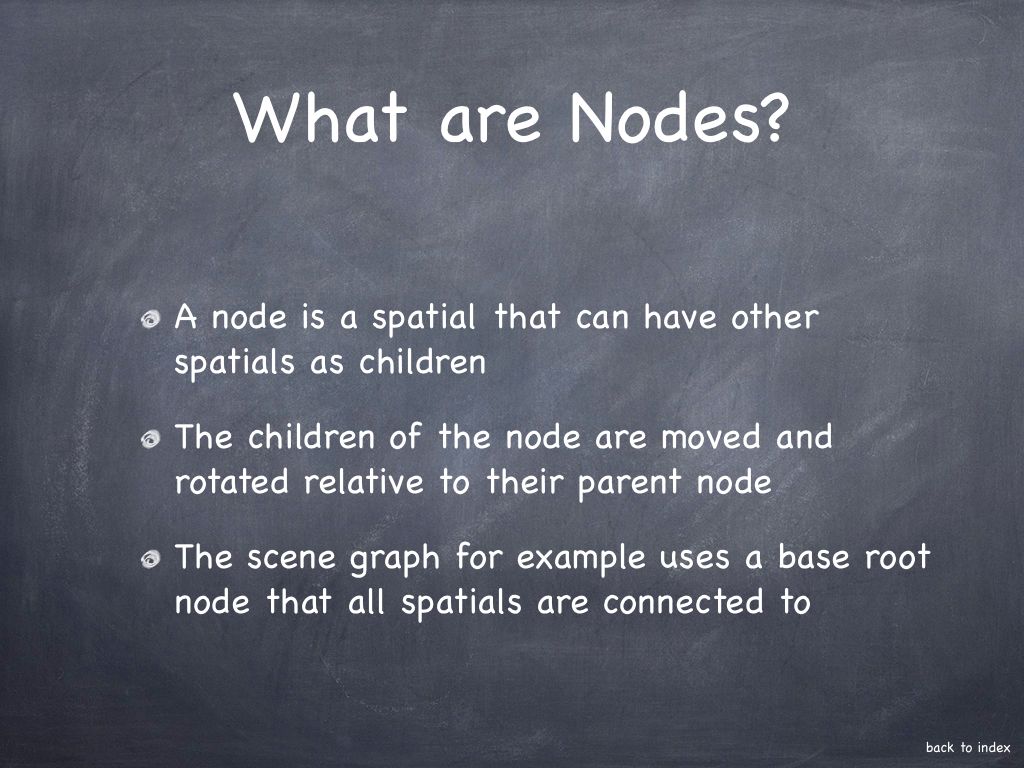 What are Nodes?
A node is a spatial that can have other
spatials as children
The children of the node are moved and
rotated relative to their parent node
The scene graph for example uses a base root
node that all spatials are connected to
back to index